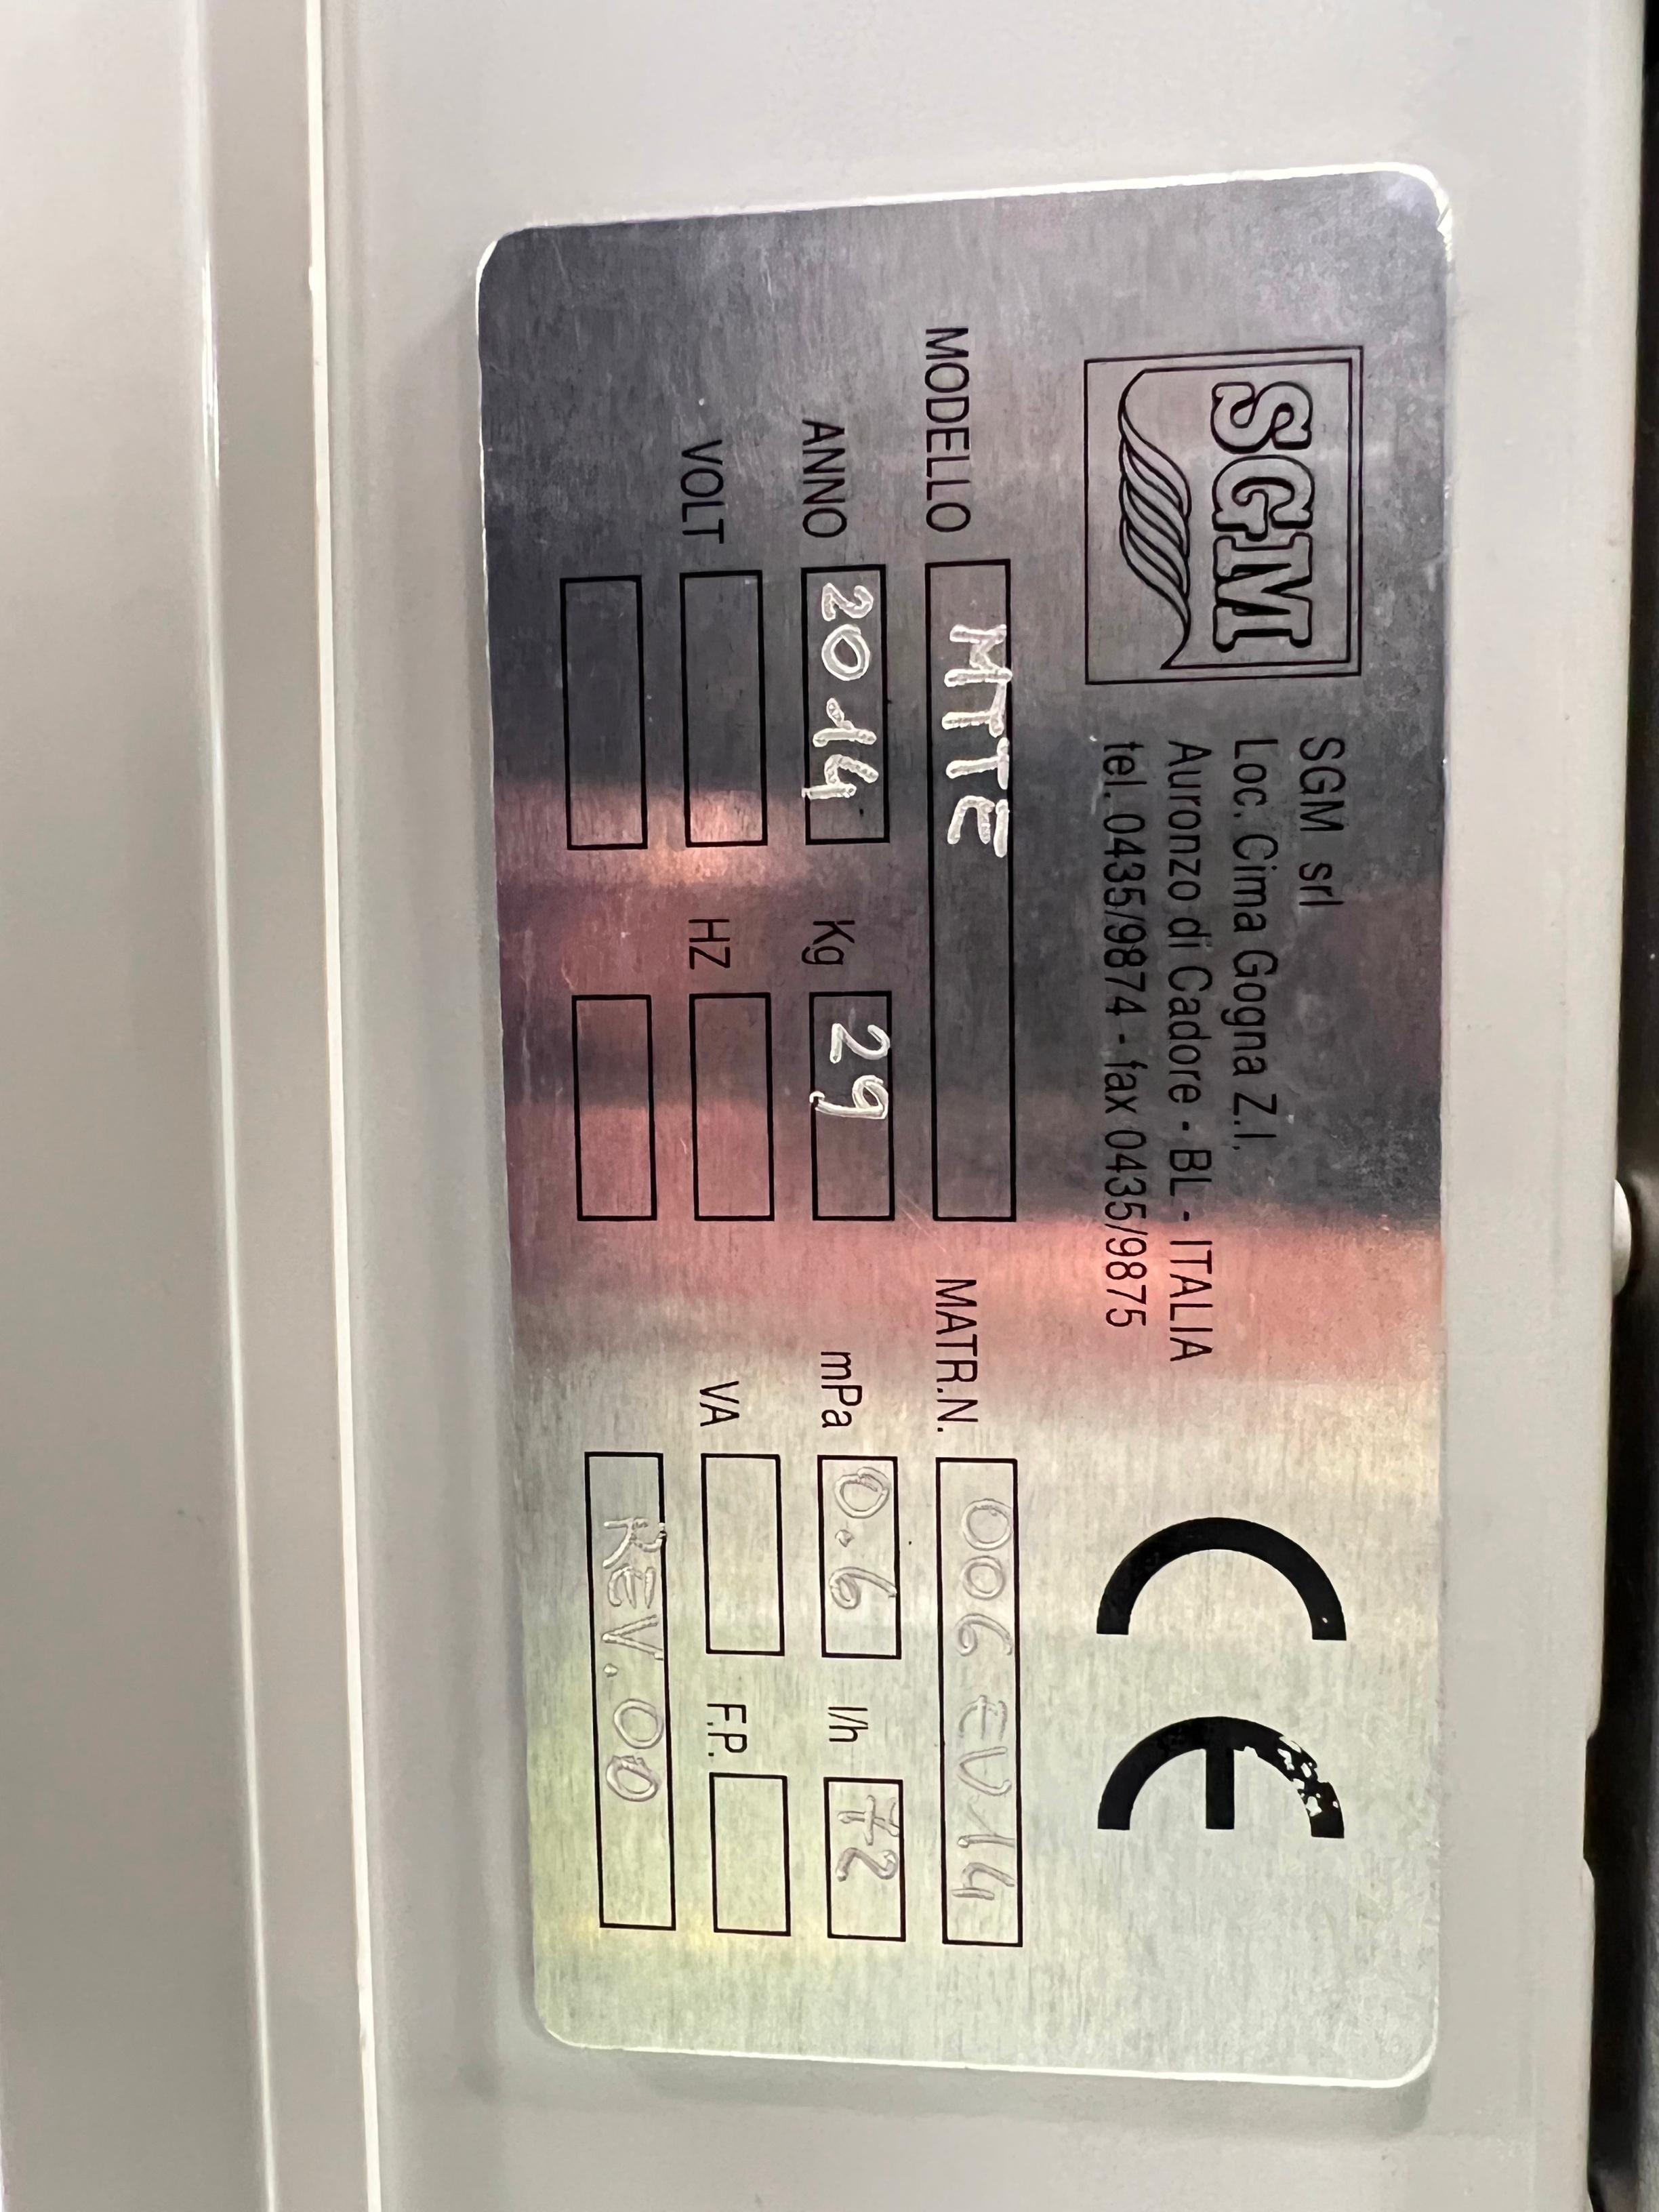 SGM
SGM srl
Loc. Cima Gogna Z.I.
Auronzo di Cadore - BL - ITALIA
tel. 0435/9874 - fax 0435/9875
CE
MODELLO MTTE MATR.N. 006 EV14
ANNO 2014 Kg 29 mPa 0.6 l/h 72
VOLT HZ VA F.P.
REV.00